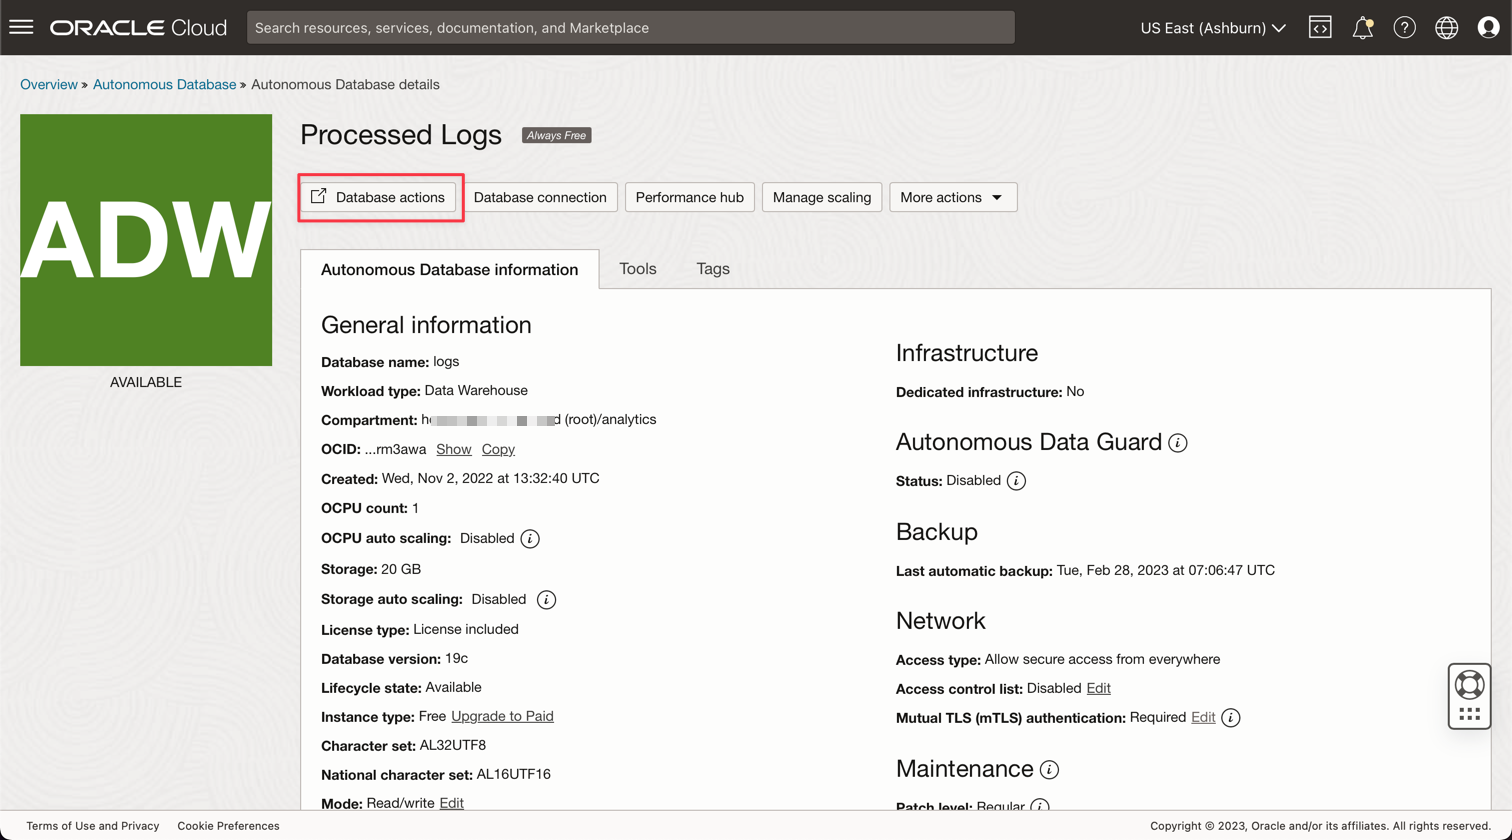 ORACLE Cloud
Search resources, services, documentation, and Marketplace
US East (Ashburn)
Overview » Autonomous Database » Autonomous Database details
ADW
AVAILABLE
Processed Logs Always Free
Database actions Database connection Performance hub Manage scaling More actions
Autonomous Database information Tools Tags
General information
Database name: logs
Workload type: Data Warehouse
Compartment: d (root)/analytics
OCID: ...rm3awa Show Copy
Created: Wed, Nov 2, 2022 at 13:32:40 UTC
OCPU count: 1
OCPU auto scaling: Disabled
Storage: 20 GB
Storage auto scaling: Disabled
License type: License included
Database version: 19c
Lifecycle state: Available
Instance type: Free Upgrade to Paid
Character set: AL32UTF8
National character set: AL16UTF16
Mode: Read/write Edit
Infrastructure
Dedicated infrastructure: No
Autonomous Data Guard
Status: Disabled
Backup
Last automatic backup: Tue, Feb 28, 2023 at 07:06:47 UTC
Network
Access type: Allow secure access from everywhere
Access control list: Disabled Edit
Mutual TLS (mTLS) authentication: Required Edit
Maintenance
Patch level: Regular
Terms of Use and Privacy Cookie Preferences
Copyright © 2023, Oracle and/or its affiliates. All rights reserved.